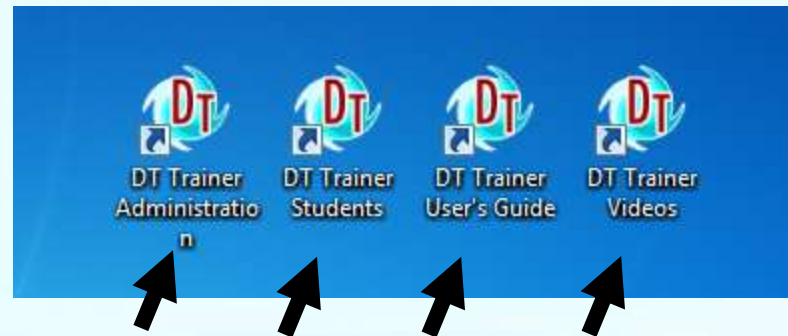 DT DT DT DT
DT Trainer DT Trainer DT Trainer DT Trainer
Administratio Students User's Guide Videos
n